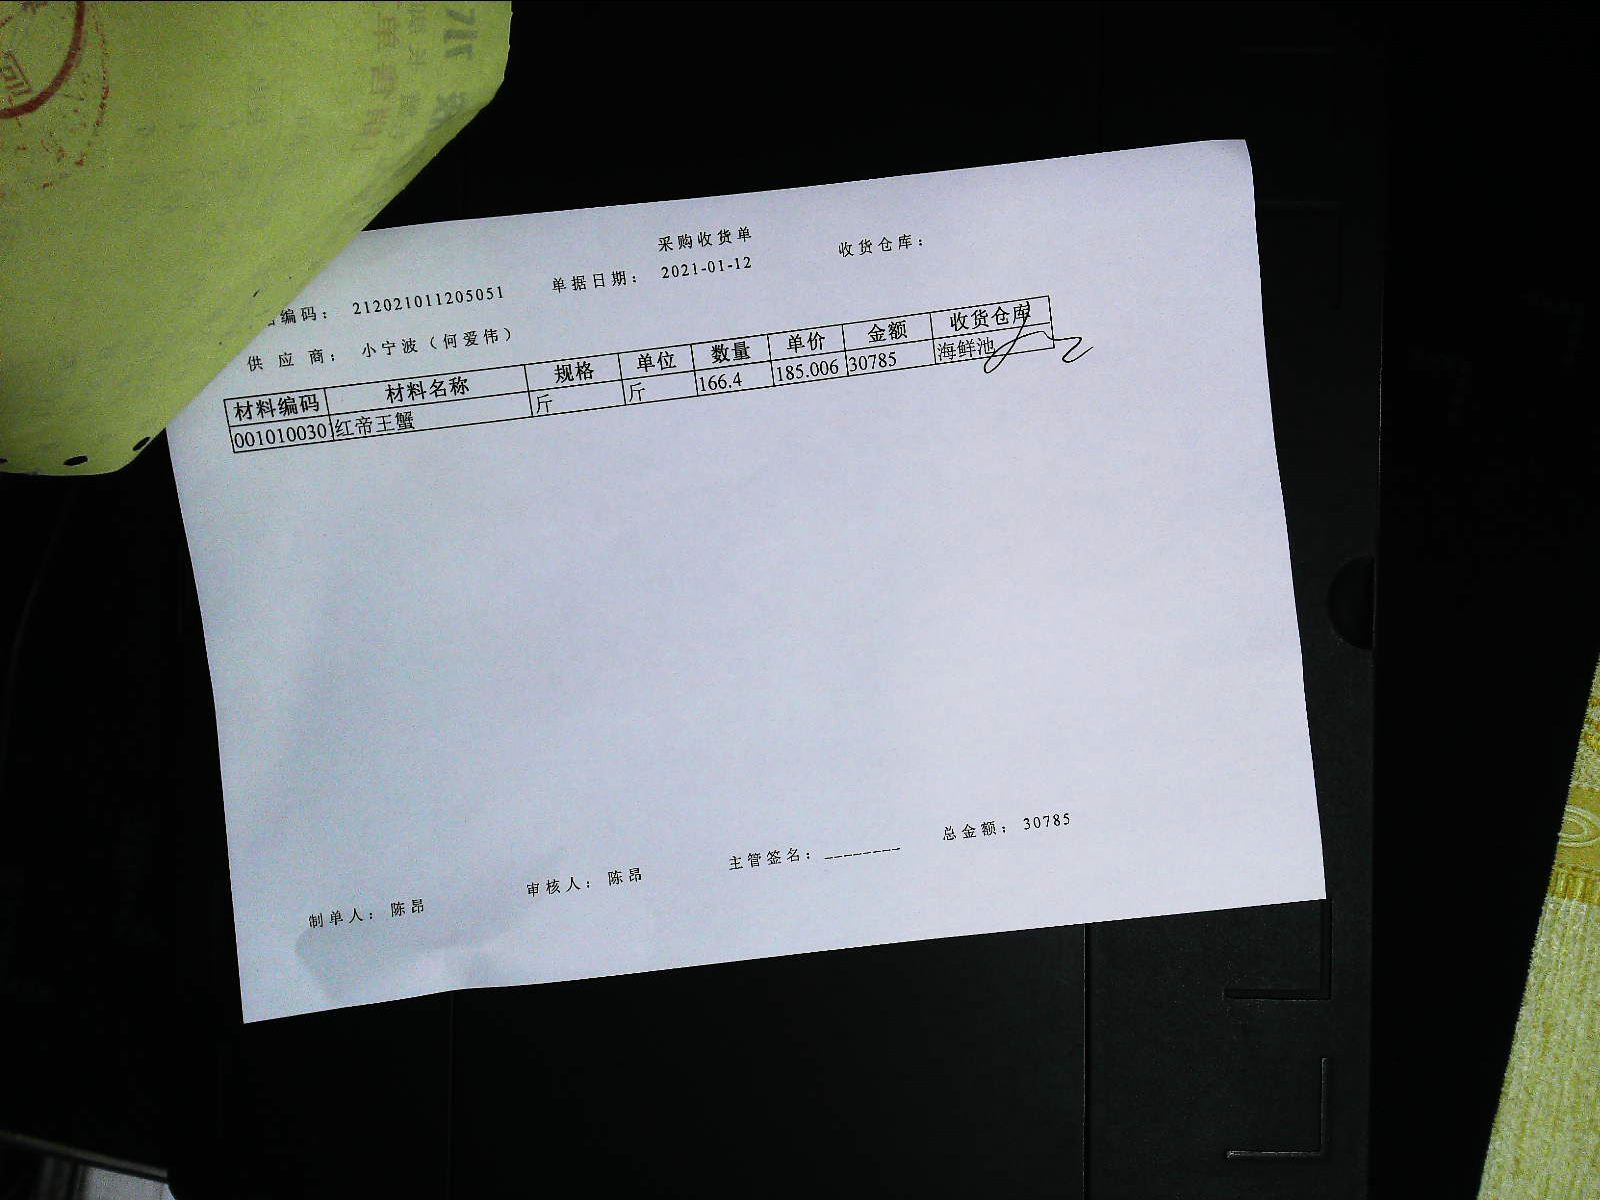 采购收货单
编码： 212021011205051 单据日期： 2021-01-12 收货仓库：
供 应 商： 小宁波（何爱伟）
材料编码 材料名称 规格 单位 数量 单价 金额 收货仓库
001010030 红帝王蟹 斤 斤 166.4 185.006 30785 海鲜池
制单人： 陈昂 审核人： 陈昂 主管签名：________ 总金额： 30785